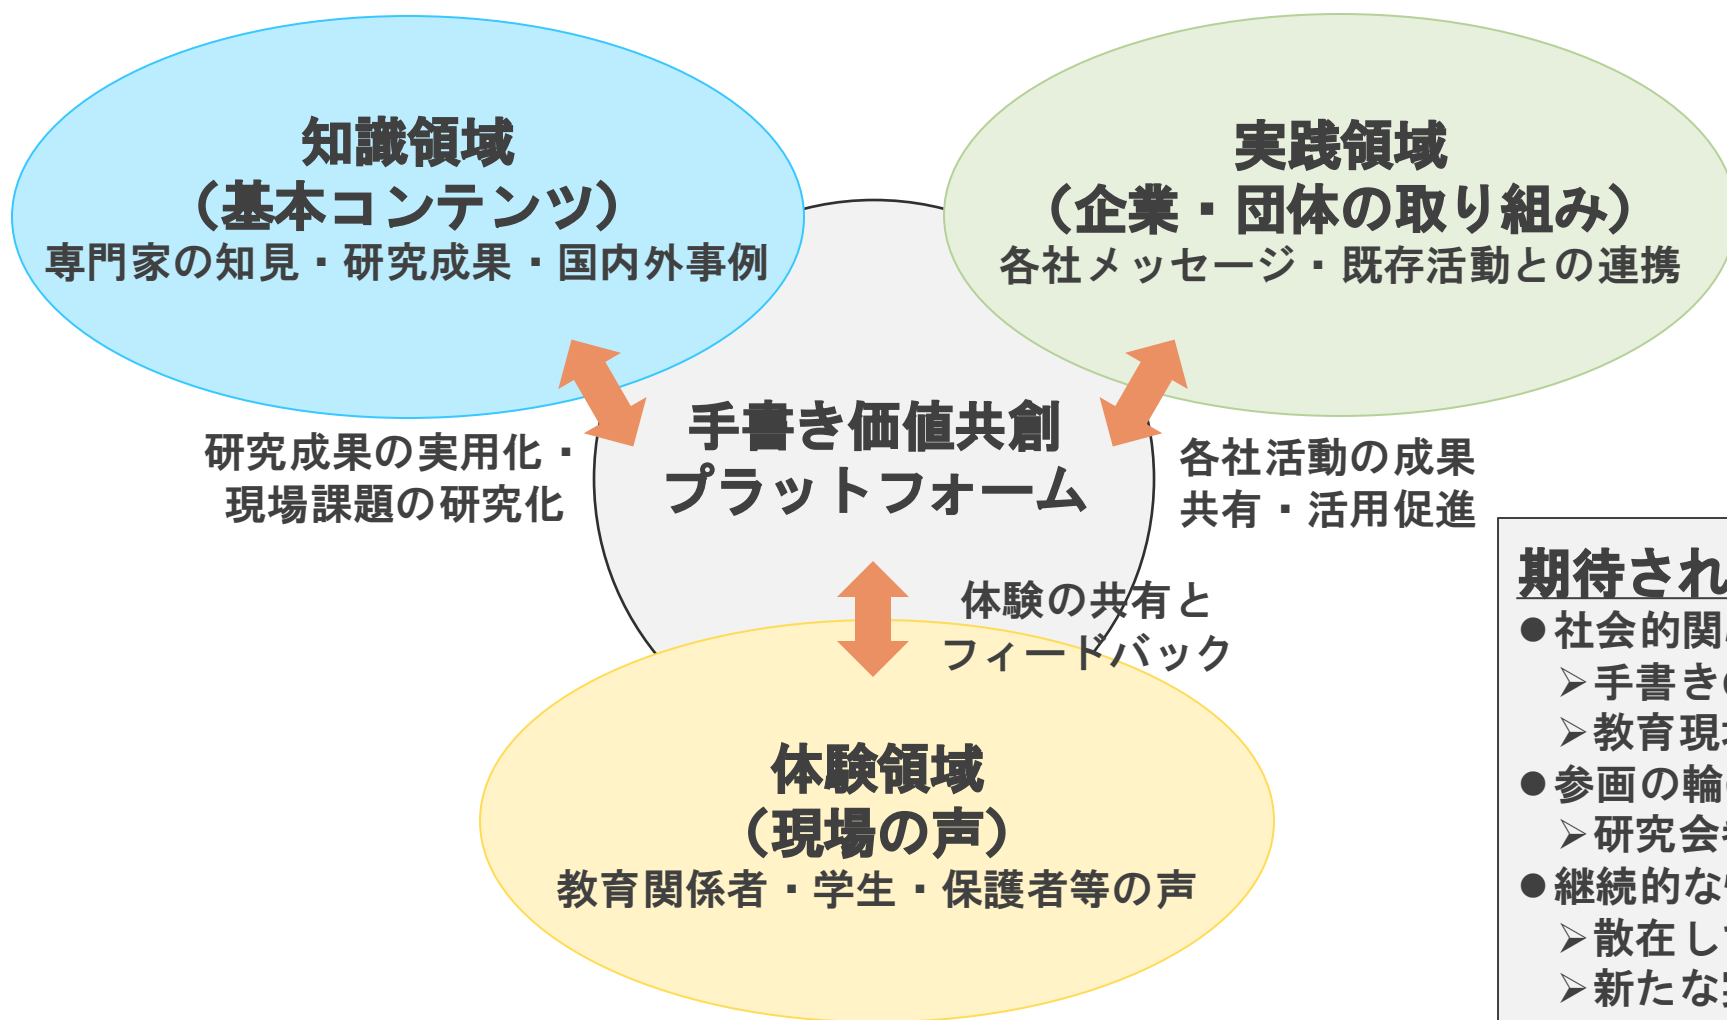 知識領域
（基本コンテンツ）
専門家の知見・研究成果・国内外事例
実践領域
（企業・団体の取り組み）
各社メッセージ・既存活動との連携
手書き価値共創
プラットフォーム
研究成果の実用化・
現場課題の研究化
各社活動の成果
共有・活用促進
体験の共有と
フィードバック
体験領域
（現場の声）
教育関係者・学生・保護者等の声
期待され
●社会的関
➢手書き
➢教育現
●参画の輪
➢研究会
●継続的な
➢散在し
➢新たな